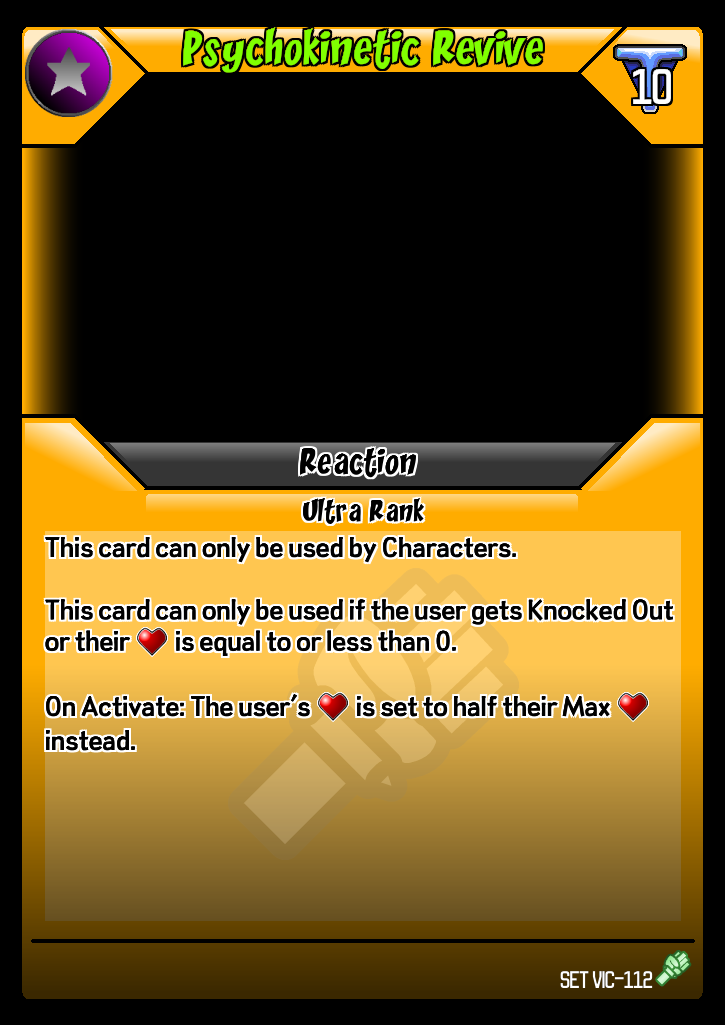 Psychokinetic Revive
10
Reaction
Ultra Rank
This card can only be used by Characters.
This card can only be used if the user gets Knocked Out
or their is equal to or less than 0.
On Activate: The user's is set to half their Max
instead.
SET VIC-112